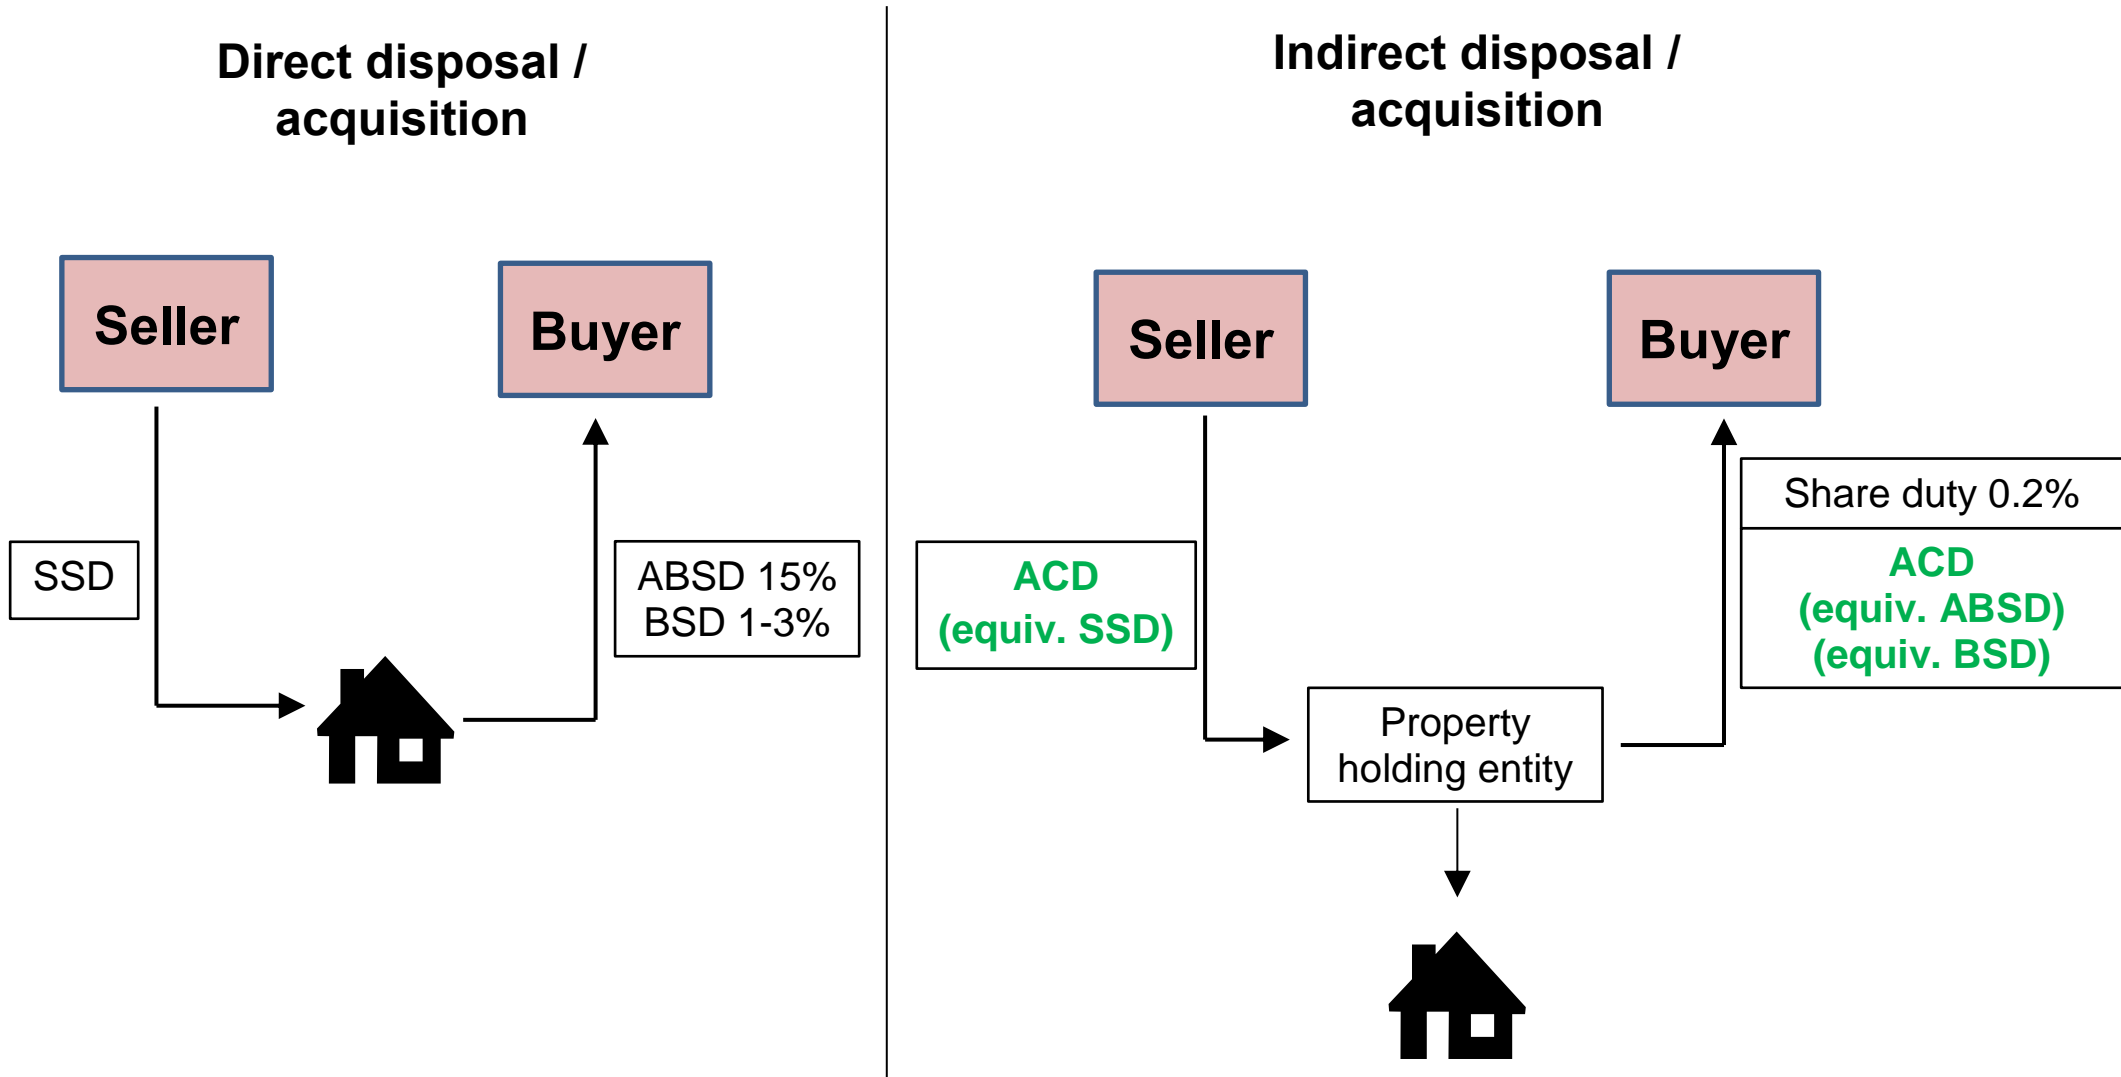 Direct disposal /
acquisition
Seller
Buyer
SSD
ABSD 15%
BSD 1-3%
Indirect disposal /
acquisition
Seller
Buyer
Share duty 0.2%
ACD
(equiv. SSD)
ACD
(equiv. ABSD)
(equiv. BSD)
Property
holding entity